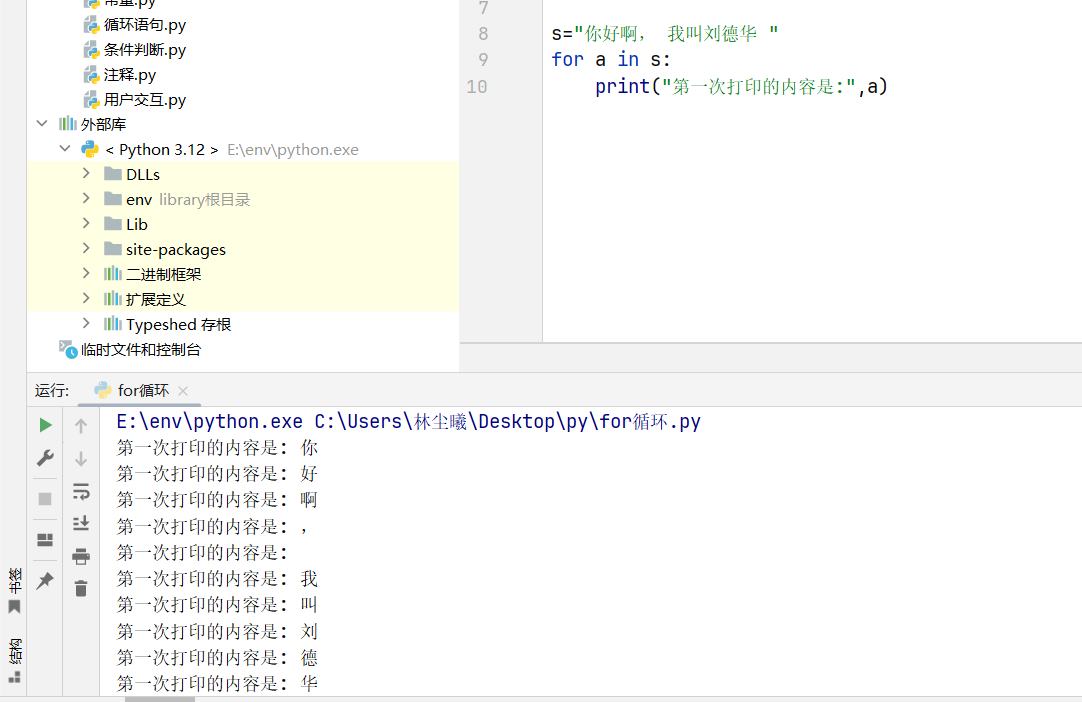 常量.py
循环语句.py
条件判断.py
注释.py
用户交互.py
外部库
< Python 3.12 > E:\env\python.exe
DLLs
env library根目录
Lib
site-packages
二进制框架
扩展定义
Typeshed 存根
临时文件和控制台
7
8 s="你好啊， 我叫刘德华 "
9 for a in s:
10 print("第一次打印的内容是:",a)
运行: for循环
E:\env\python.exe C:\Users\林尘曦\Desktop\py\for循环.py
第一次打印的内容是: 你
第一次打印的内容是: 好
第一次打印的内容是: 啊
第一次打印的内容是: ，
第一次打印的内容是:
第一次打印的内容是: 我
第一次打印的内容是: 叫
第一次打印的内容是: 刘
第一次打印的内容是: 德
第一次打印的内容是: 华
书签
结构